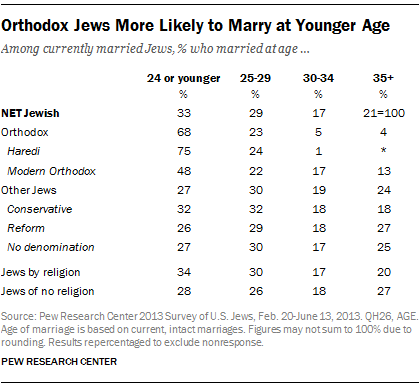 Orthodox Jews More Likely to Marry at Younger Age
Among currently married Jews, % who married at age ...
24 or younger 25-29 30-34 35+
% % % %
NET Jewish 33 29 17 21=100
Orthodox 68 23 5 4
Haredi 75 24 1 *
Modern Orthodox 48 22 17 13
Other Jews 27 30 19 24
Conservative 32 32 18 18
Reform 26 29 18 27
No denomination 27 30 17 25
Jews by religion 34 30 17 20
Jews of no religion 28 26 18 27
Source: Pew Research Center 2013 Survey of U.S. Jews, Feb. 20-June 13, 2013. QH26, AGE.
Age of marriage is based on current, intact marriages. Figures may not sum to 100% due to
rounding. Results repercentaged to exclude nonresponse.
PEW RESEARCH CENTER